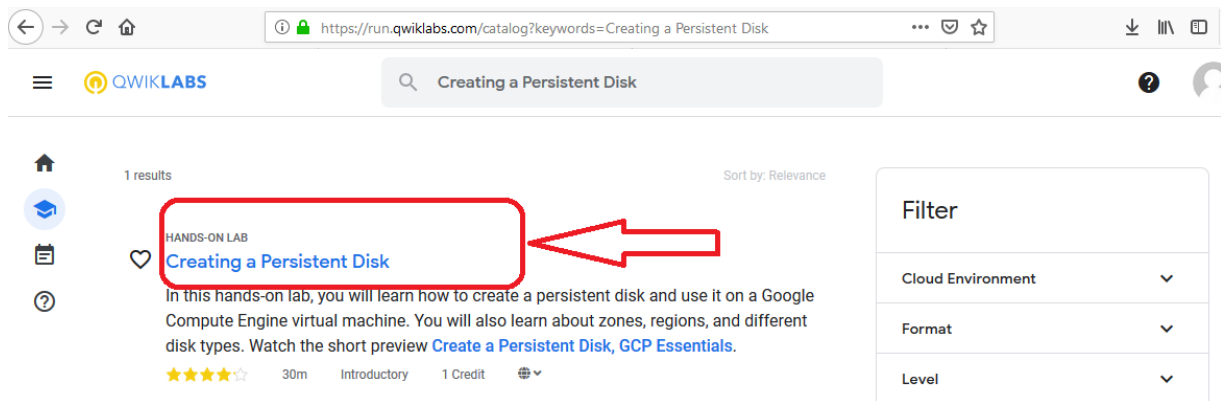 https://run.qwiklabs.com/catalog?keywords=Creating a Persistent Disk
QWIKLABS
Creating a Persistent Disk
1 results
Sort by: Relevance
HANDS-ON LAB
Creating a Persistent Disk
In this hands-on lab, you will learn how to create a persistent disk and use it on a Google
Compute Engine virtual machine. You will also learn about zones, regions, and different
disk types. Watch the short preview Create a Persistent Disk, GCP Essentials.
30m Introductory 1 Credit
Filter
Cloud Environment
Format
Level